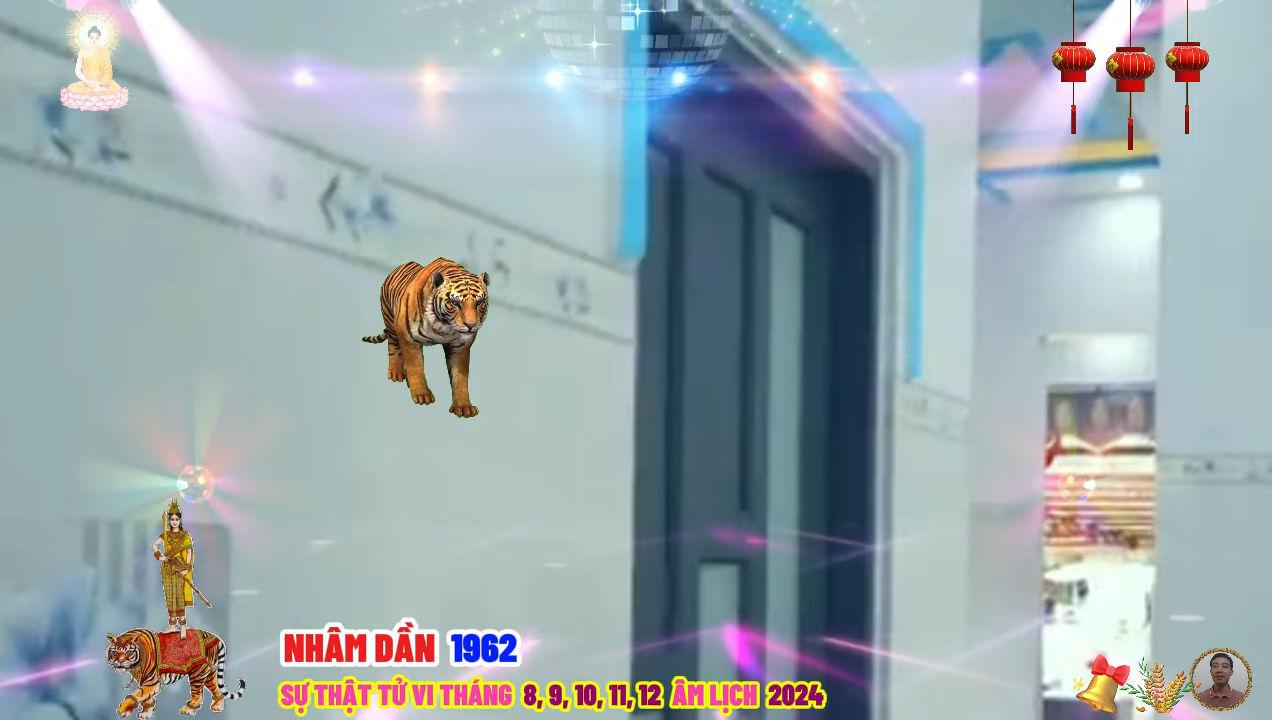 NHÂM DẦN 1962
SỰ THẬT TỬ VI THÁNG 8, 9, 10, 11, 12 ÂM LỊCH 2024